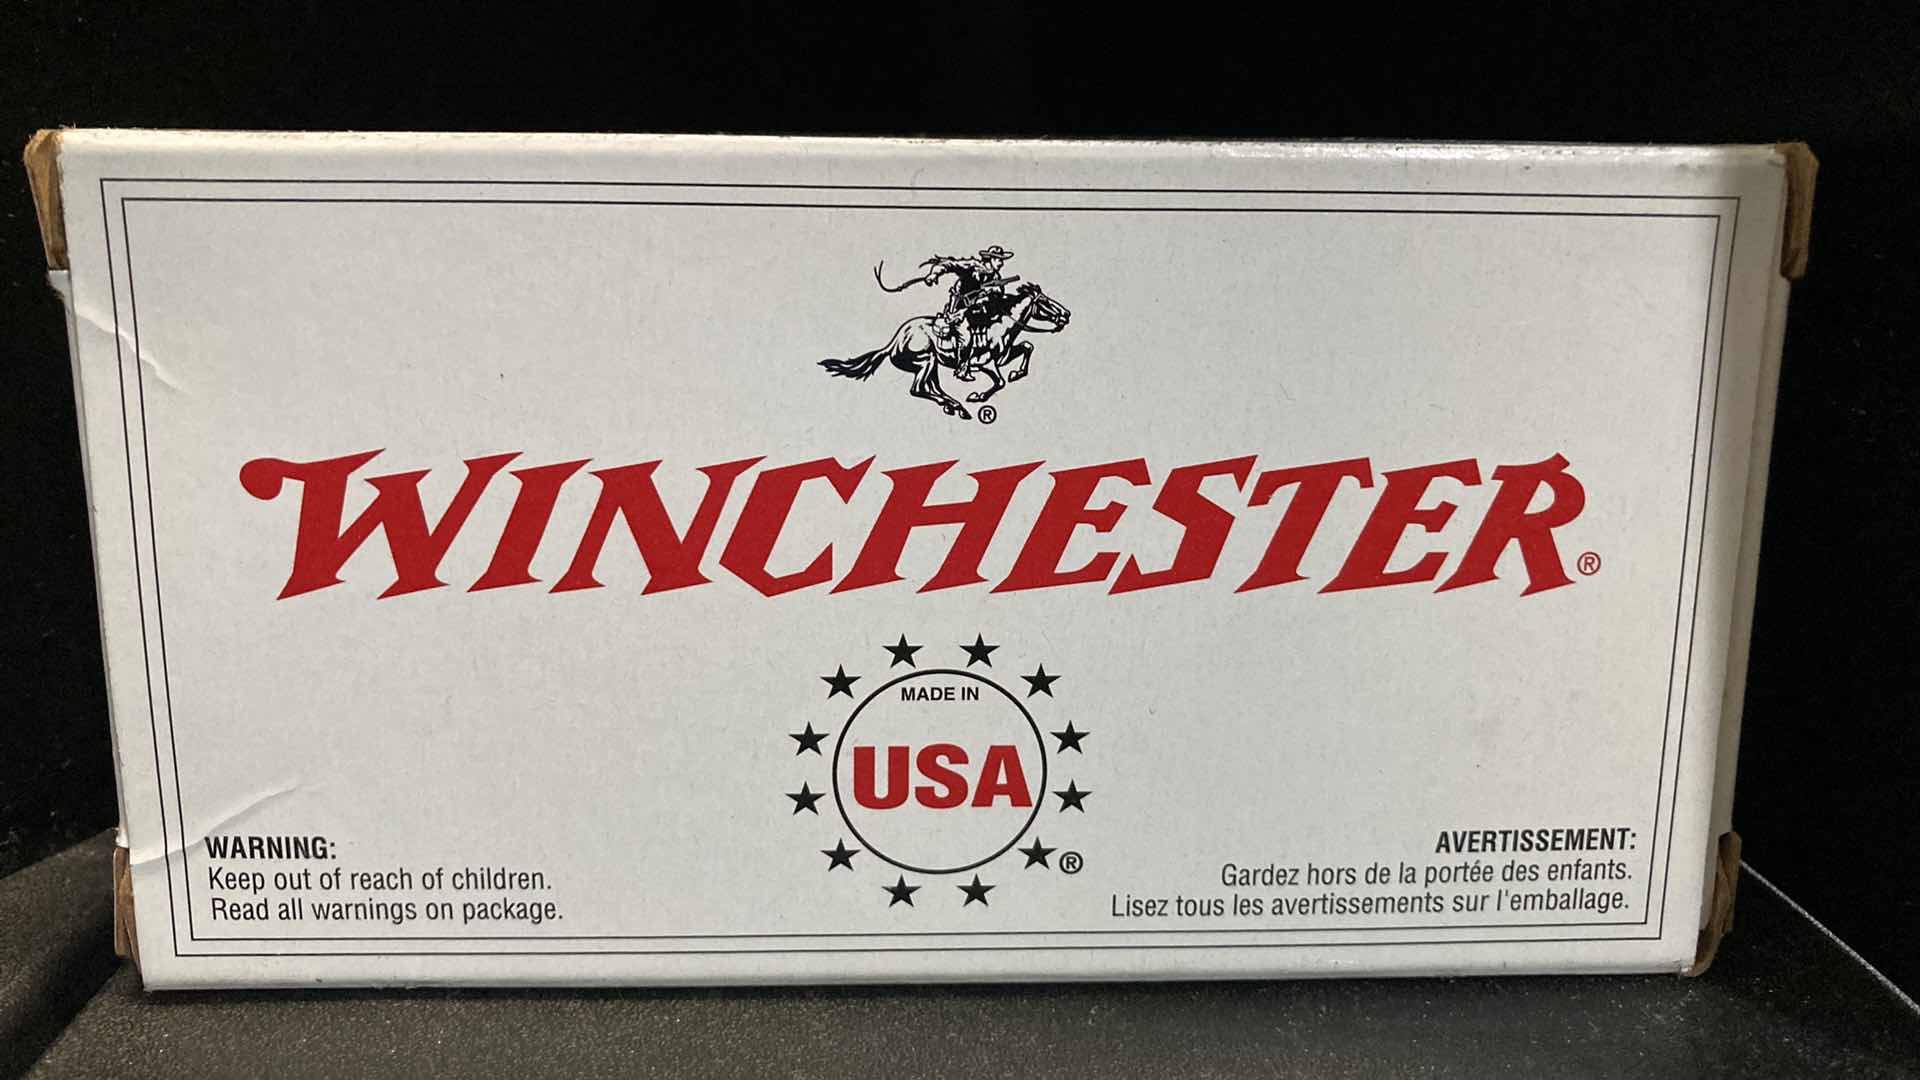 ®
WINCHESTER®
MADE IN
USA
®
WARNING:
Keep out of reach of children.
Read all warnings on package.
AVERTISSEMENT:
Gardez hors de la portée des enfants.
Lisez tous les avertissements sur l'emballage.